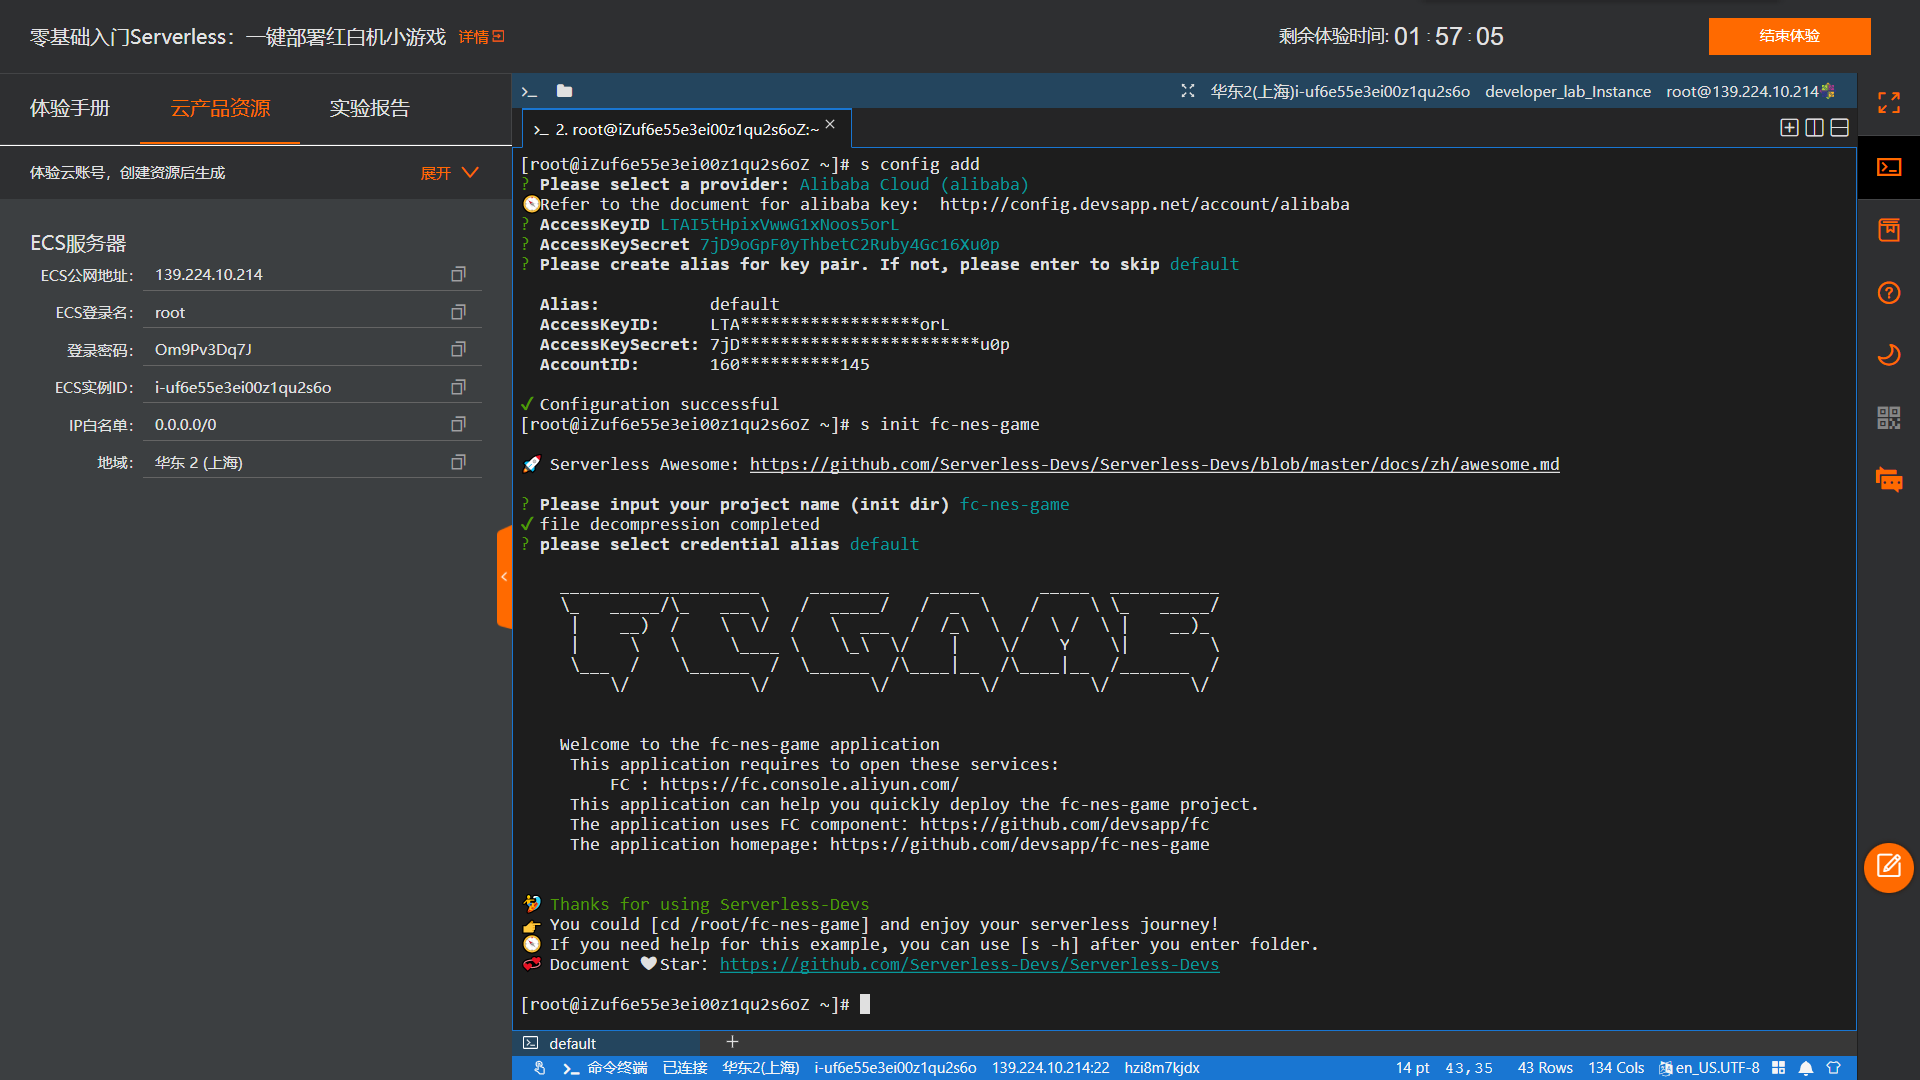 零基础入门Serverless：一键部署红白机小游戏 详情
剩余体验时间: 01 : 57 : 05
结束体验
体验手册 云产品资源 实验报告
体验云账号，创建资源后生成 展开
ECS服务器
ECS公网地址： 139.224.10.214
ECS登录名： root
登录密码： Om9Pv3Dq7J
ECS实例ID： i-uf6e55e3ei00z1qu2s6o
IP白名单： 0.0.0.0/0
地域： 华东 2 (上海)
华东2(上海)i-uf6e55e3ei00z1qu2s6o developer_lab_Instance root@139.224.10.214
2. root@iZuf6e55e3ei00z1qu2s6oZ:~ ×
[root@iZuf6e55e3ei00z1qu2s6oZ ~]# s config add
? Please select a provider: Alibaba Cloud (alibaba)
Refer to the document for alibaba key:  http://config.devsapp.net/account/alibaba
? AccessKeyID LTAI5tHpixVwwG1xNoos5orL
? AccessKeySecret 7jD9oGpF0yThbetC2Ruby4Gc16Xu0p
? Please create alias for key pair. If not, please enter to skip default
Alias: default
AccessKeyID: LTA******************orL
AccessKeySecret: 7jD************************u0p
AccountID: 160**********145
✓ Configuration successful
[root@iZuf6e55e3ei00z1qu2s6oZ ~]# s init fc-nes-game
🚀 Serverless Awesome: https://github.com/Serverless-Devs/Serverless-Devs/blob/master/docs/zh/awesome.md
? Please input your project name (init dir) fc-nes-game
✓ file decompression completed
? please select credential alias default
FCGAME
Welcome to the fc-nes-game application
This application requires to open these services:
FC : https://fc.console.aliyun.com/
This application can help you quickly deploy the fc-nes-game project.
The application uses FC component: https://github.com/devsapp/fc
The application homepage: https://github.com/devsapp/fc-nes-game
🏄 Thanks for using Serverless-Devs
👉 You could [cd /root/fc-nes-game] and enjoy your serverless journey!
🧭 If you need help for this example, you can use [s -h] after you enter folder.
💞 Document 🤍Star: https://github.com/Serverless-Devs/Serverless-Devs
[root@iZuf6e55e3ei00z1qu2s6oZ ~]#
default +
命令终端 已连接 华东2(上海) i-uf6e55e3ei00z1qu2s6o 139.224.10.214:22 hzi8m7kjdx 14 pt 43,35 43 Rows 134 Cols en_US.UTF-8